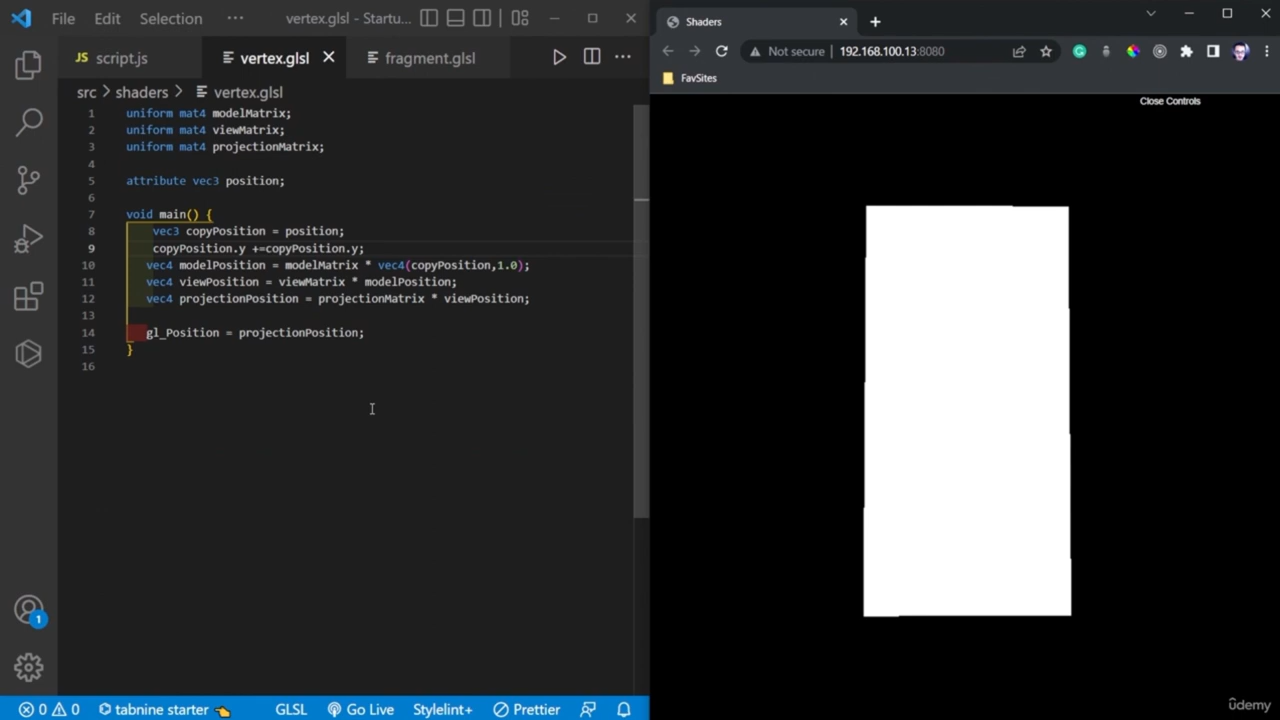 File Edit Selection ··· vertex.glsl - Startu...
JS script.js vertex.glsl fragment.glsl ···
src > shaders > vertex.glsl
1 uniform mat4 modelMatrix;
2 uniform mat4 viewMatrix;
3 uniform mat4 projectionMatrix;
4
5 attribute vec3 position;
6
7 void main() {
8 vec3 copyPosition = position;
9 copyPosition.y +=copyPosition.y;
10 vec4 modelPosition = modelMatrix * vec4(copyPosition,1.0);
11 vec4 viewPosition = viewMatrix * modelPosition;
12 vec4 projectionPosition = projectionMatrix * viewPosition;
13
14 gl_Position = projectionPosition;
15 }
16
1
0 0 tabnine starter GLSL Go Live Stylelint+ Prettier
Shaders
Not secure 192.168.100.13:8080
FavSites
Close Controls
ûdemy